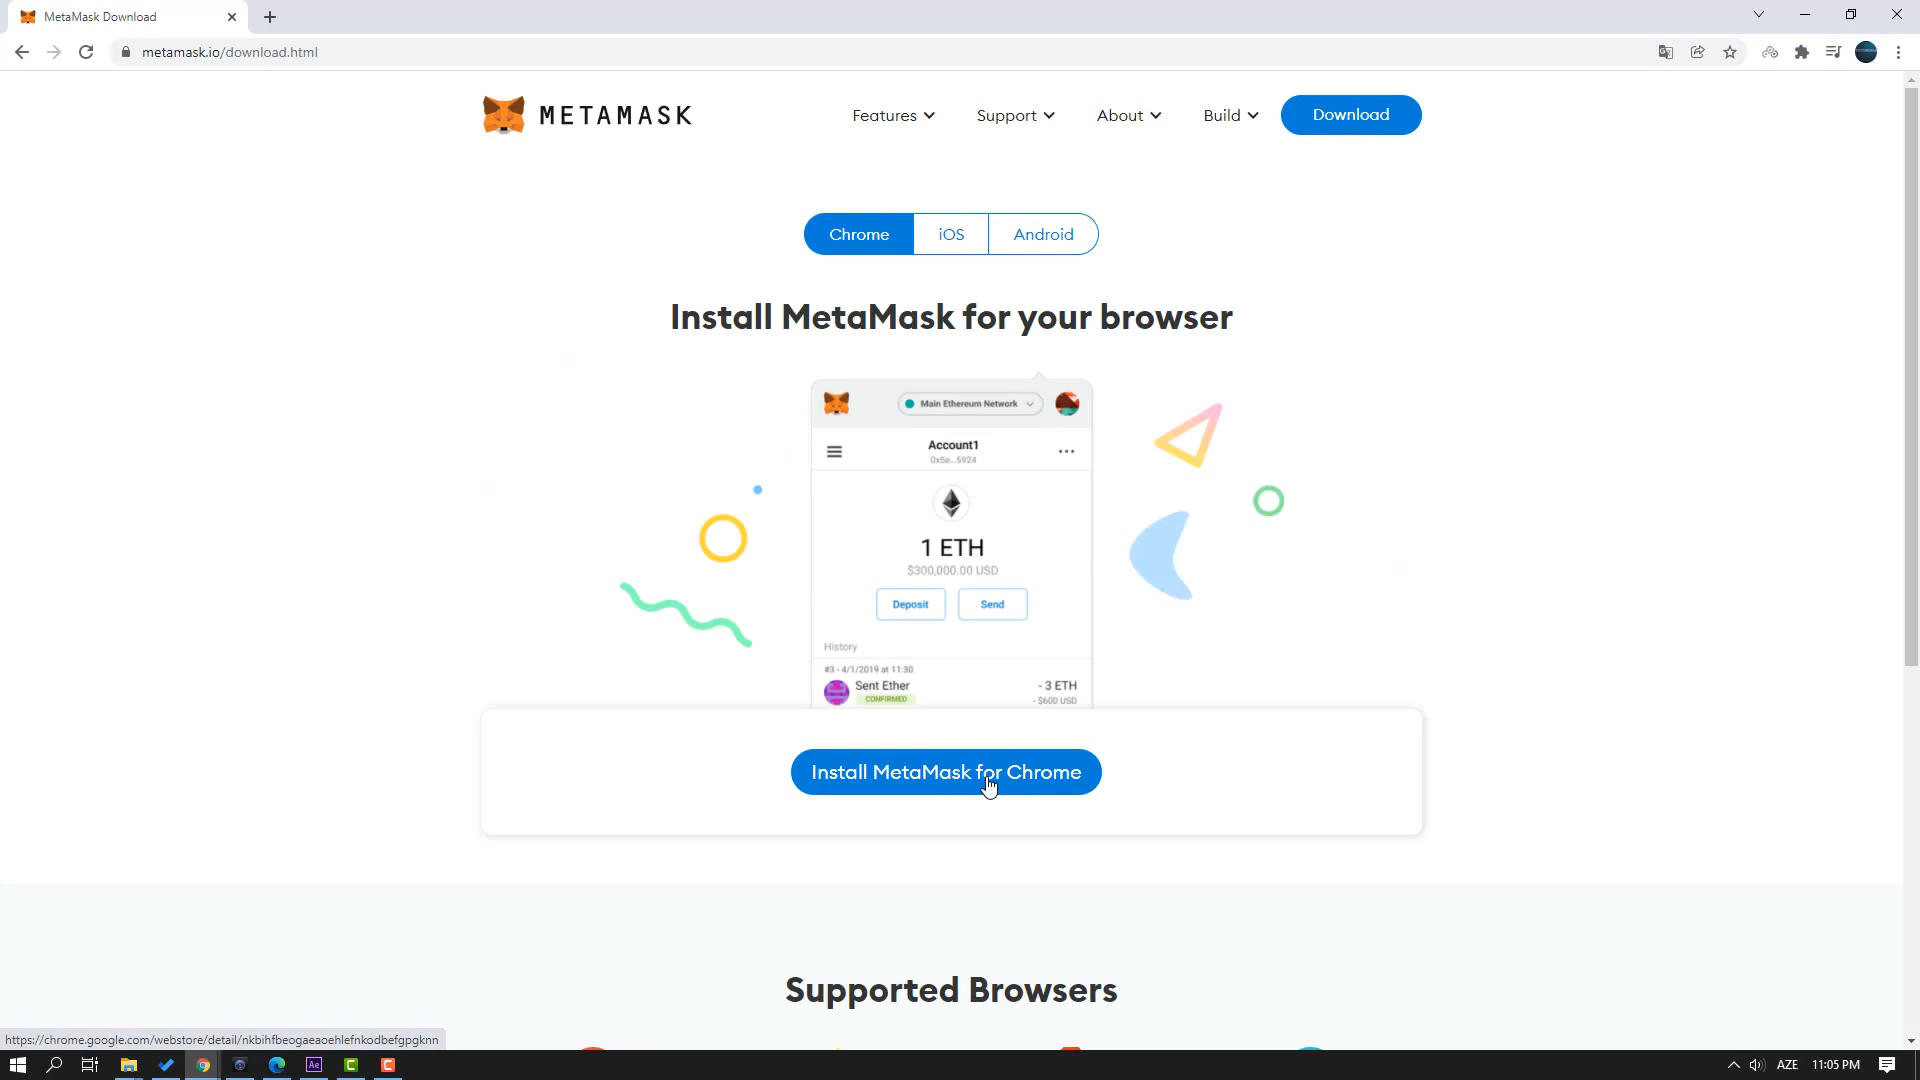 MetaMask Download
metamask.io/download.html
METAMASK
Features
Support
About
Build
Download
Chrome
iOS
Android
Install MetaMask for your browser
Main Ethereum Network
Account1
0x5e...5924
1 ETH
$300,000.00 USD
Deposit
Send
History
#3 - 4/1/2019 at 11:30
Sent Ether
- 3 ETH
CONFIRMED
- $600 USD
Install MetaMask for Chrome
Supported Browsers
https://chrome.google.com/webstore/detail/nkbihfbeogaeaoehlefnkodbefgpgknn
Ae
C
C
AZE
11:05 PM